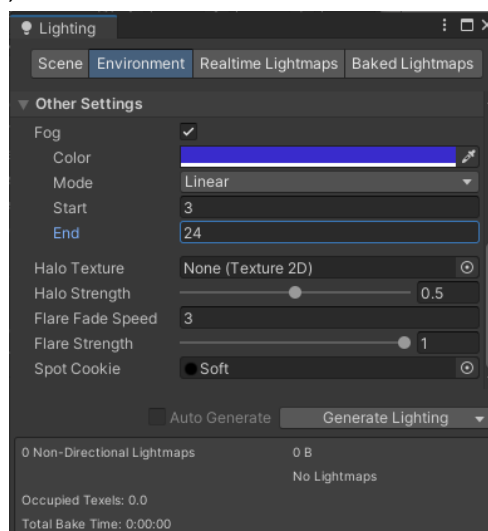 Lighting
Scene Environment Realtime Lightmaps Baked Lightmaps
Other Settings
Fog
Color
Mode Linear
Start 3
End 24
Halo Texture None (Texture 2D)
Halo Strength 0.5
Flare Fade Speed 3
Flare Strength 1
Spot Cookie Soft
Auto Generate Generate Lighting
0 Non-Directional Lightmaps 0 B
No Lightmaps
Occupied Texels: 0.0
Total Bake Time: 0:00:00